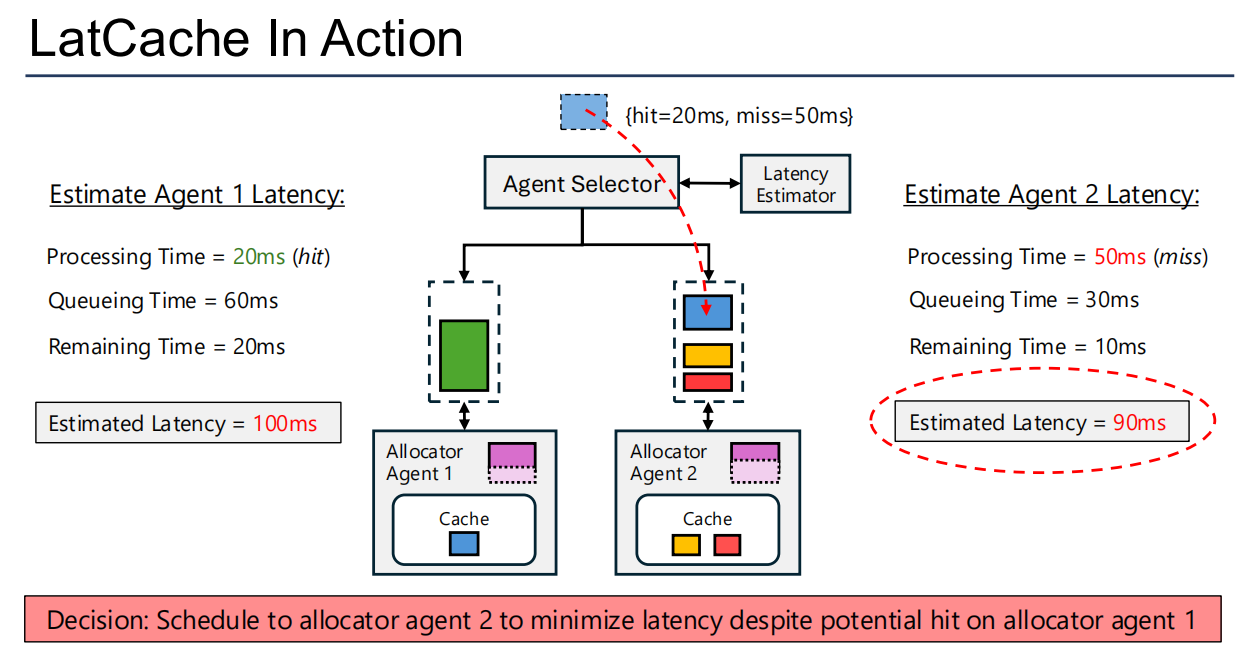 LatCache In Action
{hit=20ms, miss=50ms}
Agent Selector
Latency
Estimator
Estimate Agent 1 Latency:
Processing Time = 20ms (hit)
Queueing Time = 60ms
Remaining Time = 20ms
Estimated Latency = 100ms
Estimate Agent 2 Latency:
Processing Time = 50ms (miss)
Queueing Time = 30ms
Remaining Time = 10ms
Estimated Latency = 90ms
Allocator
Agent 1
Cache
Allocator
Agent 2
Cache
Decision: Schedule to allocator agent 2 to minimize latency despite potential hit on allocator agent 1